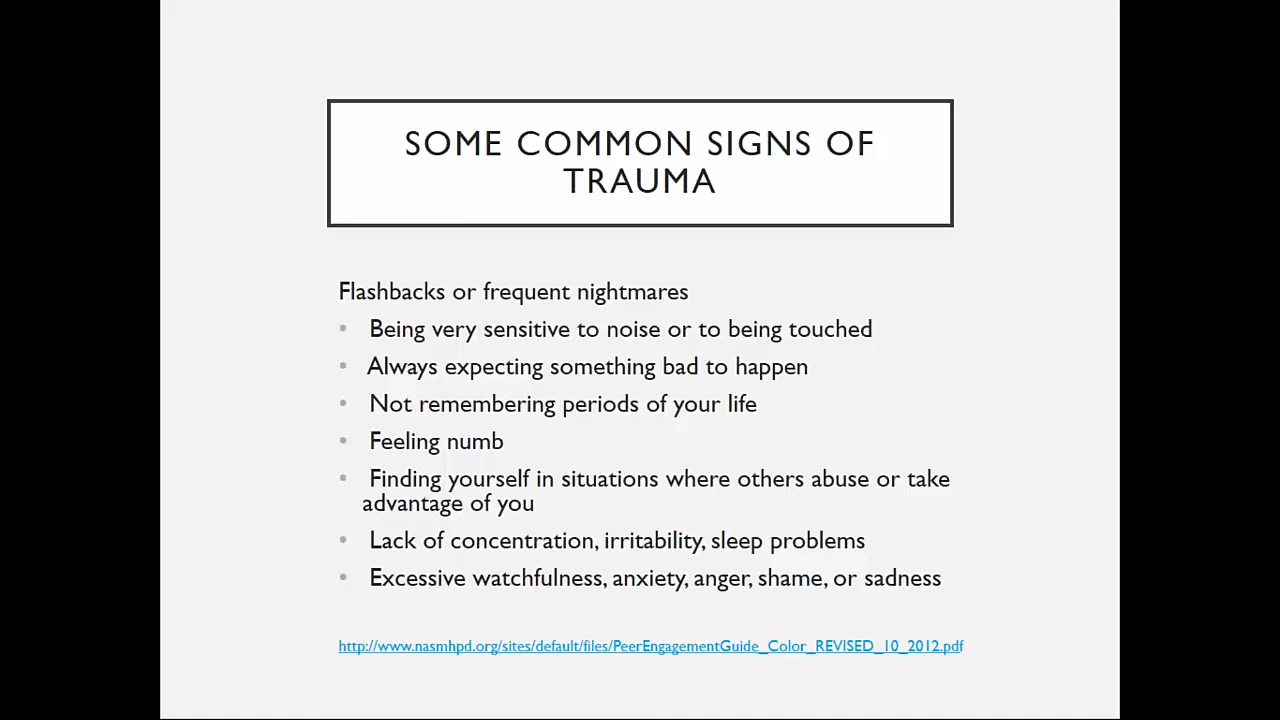 SOME COMMON SIGNS OF
TRAUMA
Flashbacks or frequent nightmares
• Being very sensitive to noise or to being touched
• Always expecting something bad to happen
• Not remembering periods of your life
• Feeling numb
• Finding yourself in situations where others abuse or take
advantage of you
• Lack of concentration, irritability, sleep problems
• Excessive watchfulness, anxiety, anger, shame, or sadness
http://www.nasmhpd.org/sites/default/files/PeerEngagementGuide_Color_REVISED_10_2012.pdf